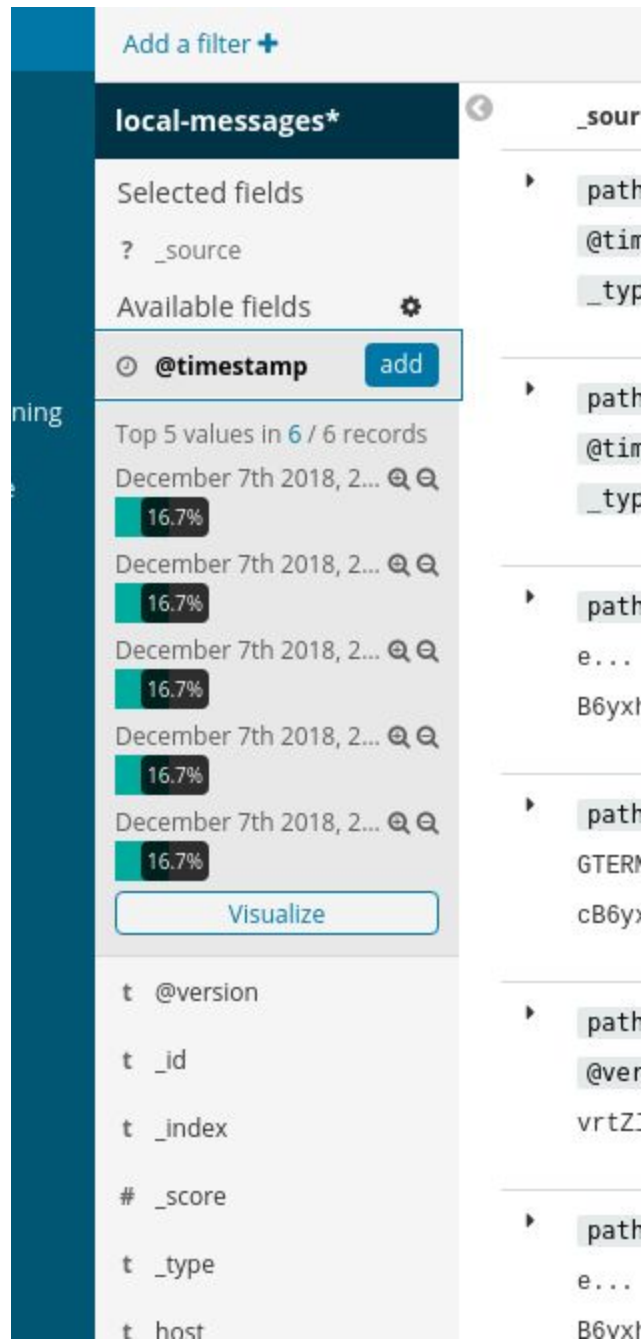 Add a filter +
local-messages*
Selected fields
? _source
Available fields
@timestamp add
Top 5 values in 6 / 6 records
December 7th 2018, 2...
16.7%
December 7th 2018, 2...
16.7%
December 7th 2018, 2...
16.7%
December 7th 2018, 2...
16.7%
December 7th 2018, 2...
16.7%
Visualize
t @version
t _id
t _index
# _score
t _type
t host
ning
_sour
path
@tim
_typ
path
@tim
_typ
path
e...
B6yxh
path
GTERM
cB6yx
path
@ver
path
e...
B6yxh